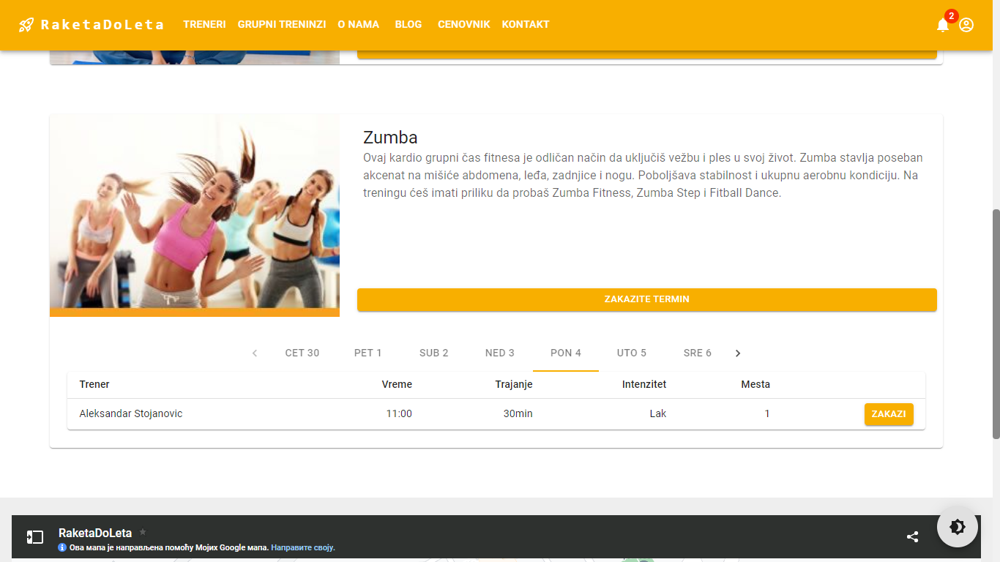 RaketaDoLeta TRENERI GRUPNI TRENINZI O NAMA BLOG CENOVNIK KONTAKT 2
Zumba
Ovaj kardio grupni čas fitnesa je odličan način da uključiš vežbu i ples u svoj život. Zumba stavlja poseban
akcenat na mišiće abdomena, leđa, zadnjice i nogu. Poboljšava stabilnost i ukupnu aerobnu kondiciju. Na
treningu ćeš imati priliku da probaš Zumba Fitness, Zumba Step i Fitball Dance.
ZAKAZITE TERMIN
CET 30 PET 1 SUB 2 NED 3 PON 4 UTO 5 SRE 6
Trener Vreme Trajanje Intenzitet Mesta
Aleksandar Stojanovic 11:00 30min Lak 1 ZAKAZI
RaketaDoLeta
Ова мапа је направљена помоћу Мојих Google мапа. Направите своју.